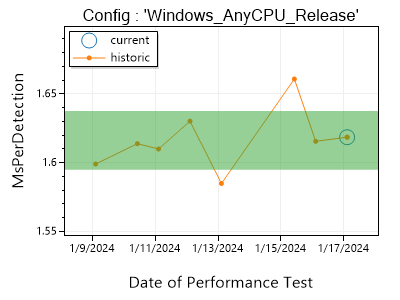 Config : 'Windows_AnyCPU_Release'
current
historic
MsPerDetection
1.65
1.6
1.55
1/9/2024 1/11/2024 1/13/2024 1/15/2024 1/17/2024
Date of Performance Test